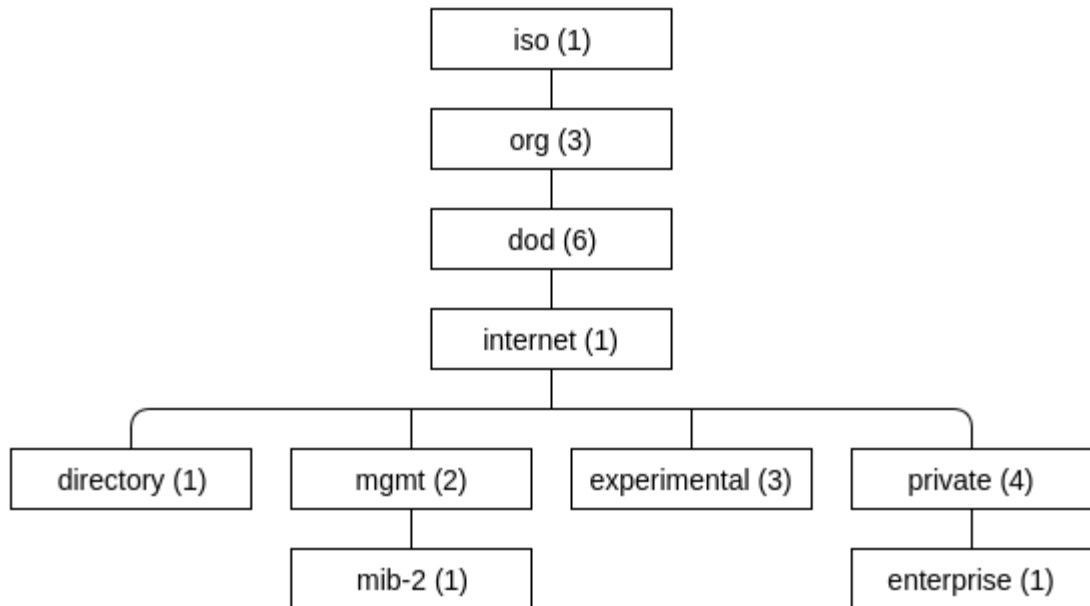 iso (1)
org (3)
dod (6)
internet (1)
directory (1)
mgmt (2)
experimental (3)
private (4)
mib-2 (1)
enterprise (1)